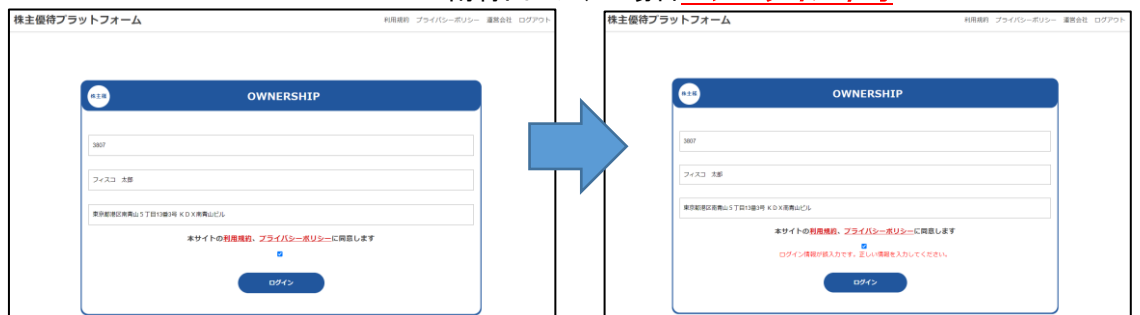 株主優待プラットフォーム
利用規約 プライバシーポリシー 運営会社 ログアウト
株主様
OWNERSHIP
3807
フィスコ 太郎
東京都港区南青山５丁目13番3号 ＫＤＸ南青山ビル
本サイトの利用規約、プライバシーポリシーに同意します
ログイン
株主優待プラットフォーム
利用規約 プライバシーポリシー 運営会社 ログアウト
株主様
OWNERSHIP
3807
フィスコ 太郎
東京都港区南青山５丁目13番3号 ＫＤＸ南青山ビル
本サイトの利用規約、プライバシーポリシーに同意します
ログイン情報が誤入力です。正しい情報を入力してください。
ログイン